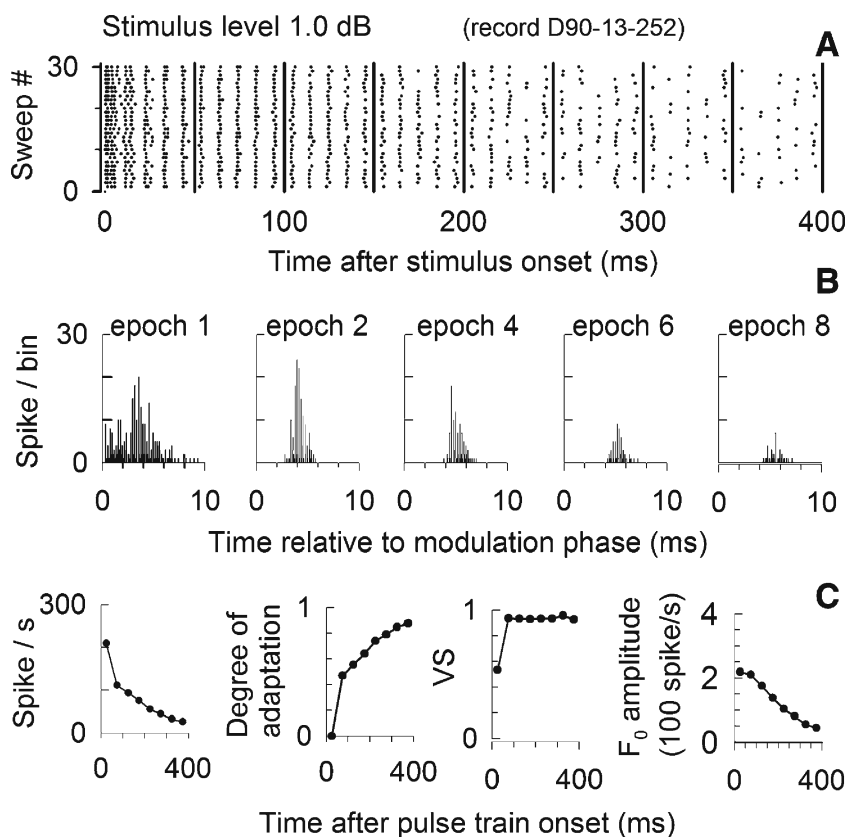 Stimulus level 1.0 dB (record D90-13-252)
A
Sweep #
30
0
0 100 200 300 400
Time after stimulus onset (ms)
B
Spike / bin
30
0
epoch 1 epoch 2 epoch 4 epoch 6 epoch 8
0 10 0 10 0 10 0 10 0 10
Time relative to modulation phase (ms)
C
Spike / s
300
0
0 400
Degree of
adaptation
1
0
0 400
VS
1
0
0 400
F0 amplitude
(100 spike/s)
4
2
0
0 400
Time after pulse train onset (ms)